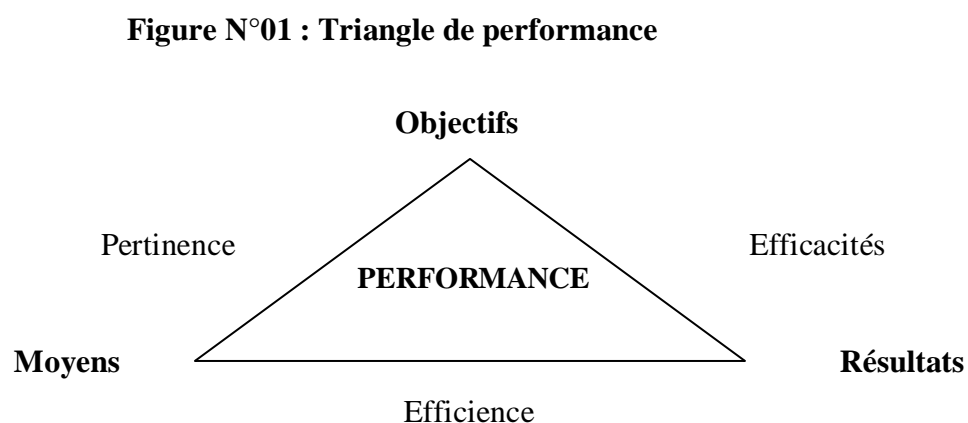 Figure N°01 : Triangle de performance
Objectifs
Pertinence
Efficacités
PERFORMANCE
Moyens
Résultats
Efficience